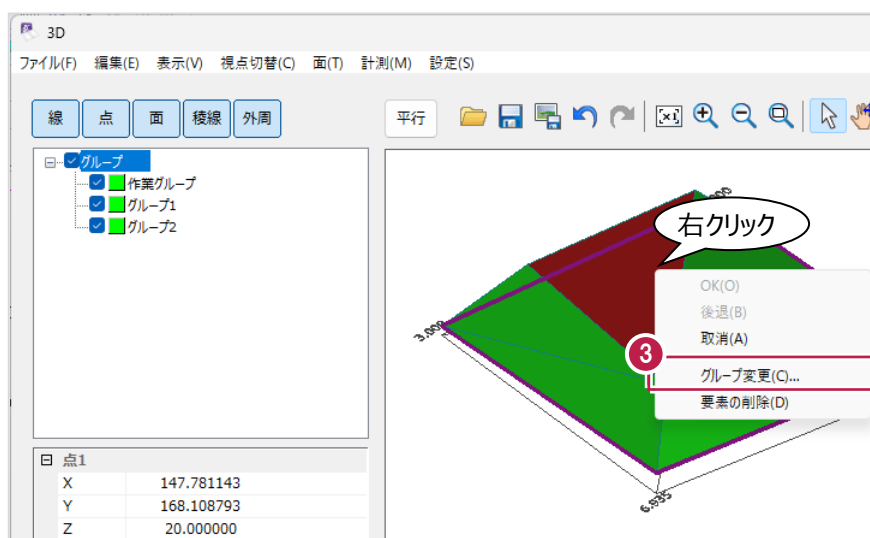 3D
ファイル(F) 編集(E) 表示(V) 視点切替(C) 面(T) 計測(M) 設定(S)
線 点 面 稜線 外周 平行
グループ
作業グループ
グループ1
グループ2
右クリック
OK(O)
後退(B)
取消(A)
3
グループ変更(C)...
要素の削除(D)
3.000
6.935
点1
X 147.781143
Y 168.108793
Z 20.000000